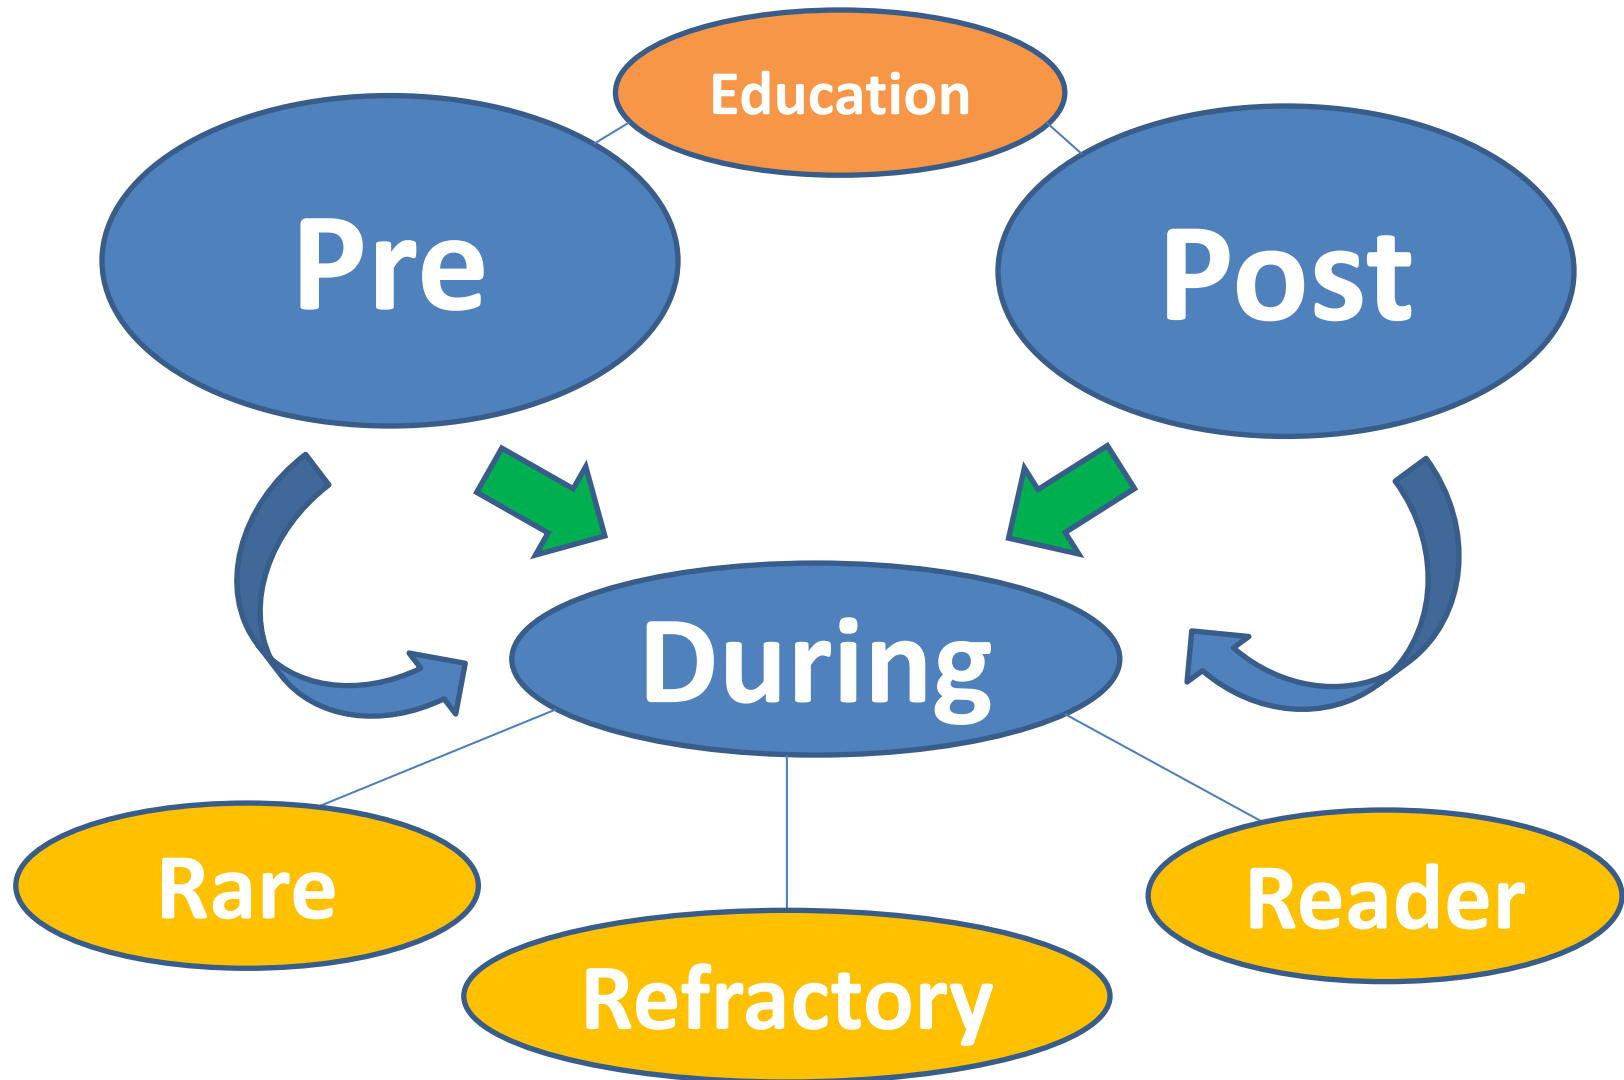 Education
Pre
Post
During
Rare
Refractory
Reader